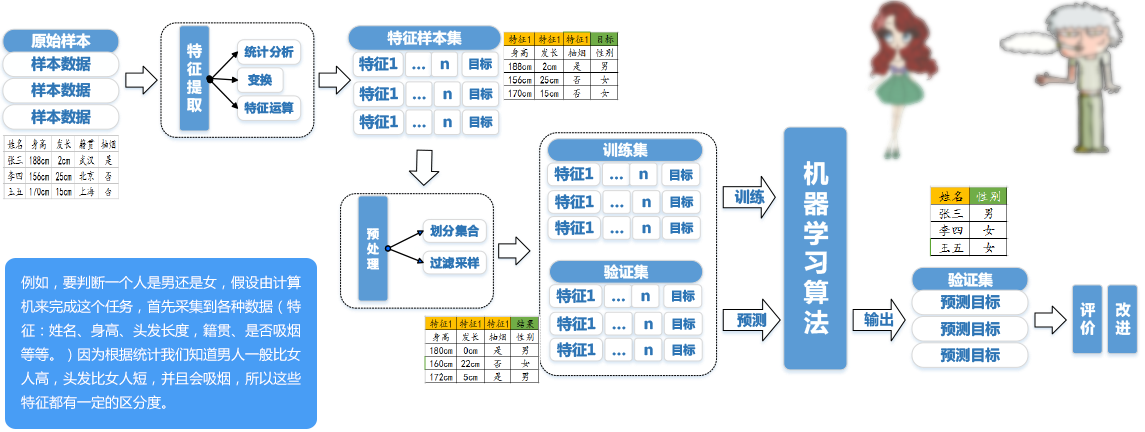 原始样本
样本数据
样本数据
样本数据
姓名 身高 发长 籍贯 抽烟
张三 188cm 2cm 武汉 是
李四 156cm 25cm 北京 否
王五 170cm 15cm 上海 否
特征提取
统计分析
变换
特征运算
特征样本集
特征1 ... n 目标
特征1 ... n 目标
特征1 ... n 目标
特征1 特征1 特征1 目标
身高 发长 抽烟 性别
188cm 2cm 是 男
156cm 25cm 否 女
170cm 15cm 否 女
预处理
划分集合
过滤采样
特征1 特征1 特征1 结果
身高 发长 抽烟 性别
180cm 0cm 是 男
160cm 22cm 否 女
172cm 5cm 是 男
训练集
特征1 ... n 目标
特征1 ... n 目标
特征1 ... n 目标
验证集
特征1 ... n 目标
特征1 ... n 目标
训练
预测
机器学习算法
输出
姓名 性别
张三 男
李四 女
王五 女
验证集
预测目标
预测目标
预测目标
评价
改进
例如，要判断一个人是男还是女，假设由计算
机来完成这个任务，首先采集到各种数据（特
征：姓名、身高、头发长度，籍贯、是否吸烟
等等。）因为根据统计我们知道男人一般比女
人高，头发比女人短，并且会吸烟，所以这些
特征都有一定的区分度。